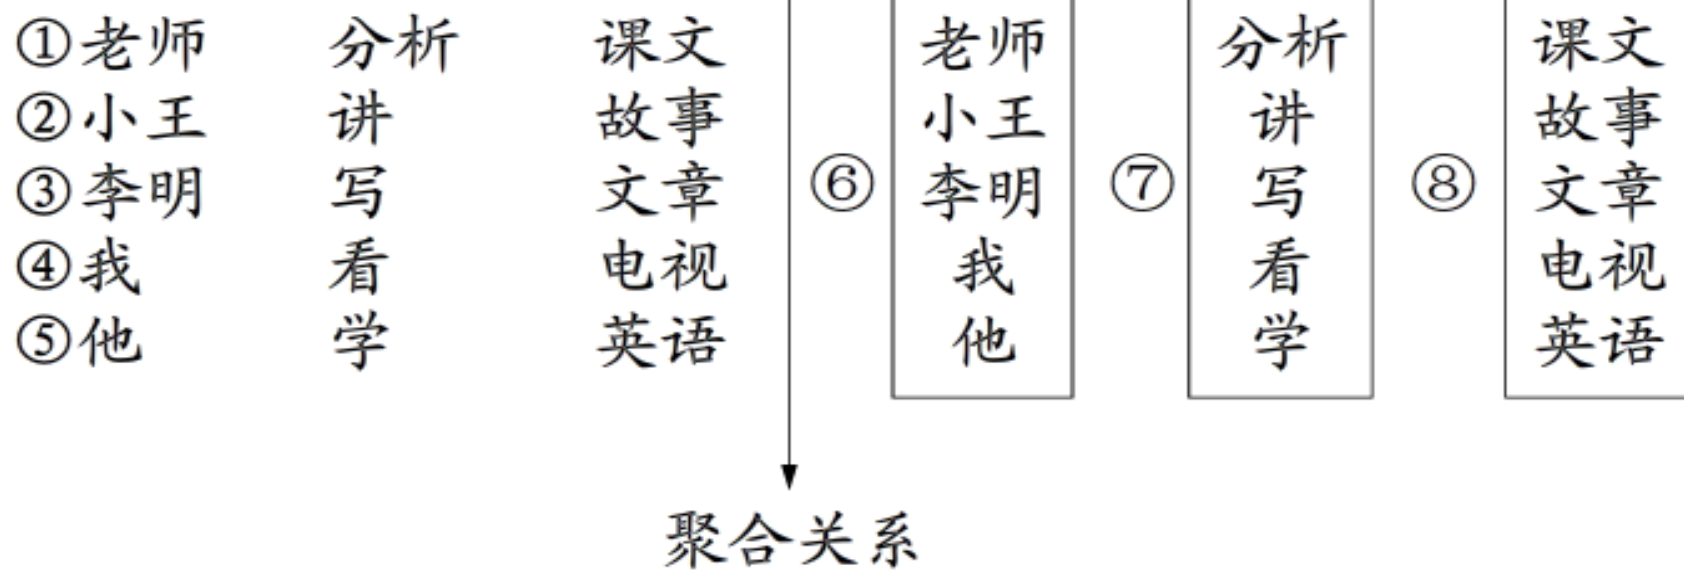 ①老师 分析 课文 老师 分析 课文
②小王 讲 故事 小王 讲 故事
③李明 写 文章 ⑥ 李明 ⑦ 写 ⑧ 文章
④我 看 电视 我 看 电视
⑤他 学 英语 他 学 英语
聚合关系